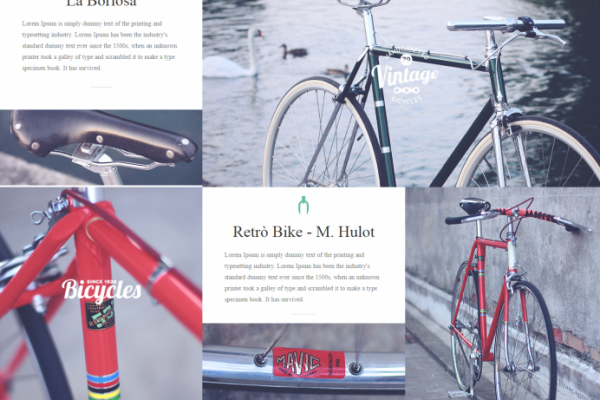 La Boriosa
Lorem Ipsum is simply dummy text of the printing and
typesetting industry. Lorem Ipsum has been the industry's
standard dummy text ever since the 1500s, when an unknown
printer took a galley of type and scrambled it to make a type
specimen book. It has survived.
70
Vintage
BICYCLES
SINCE 1925
Bicycles
Retrò Bike - M. Hulot
Lorem Ipsum is simply dummy text of the printing and
typesetting industry. Lorem Ipsum has been the industry's
standard dummy text ever since the 1500s, when an unknown
printer took a galley of type and scrambled it to make a type
specimen book. It has survived.
MAVIC